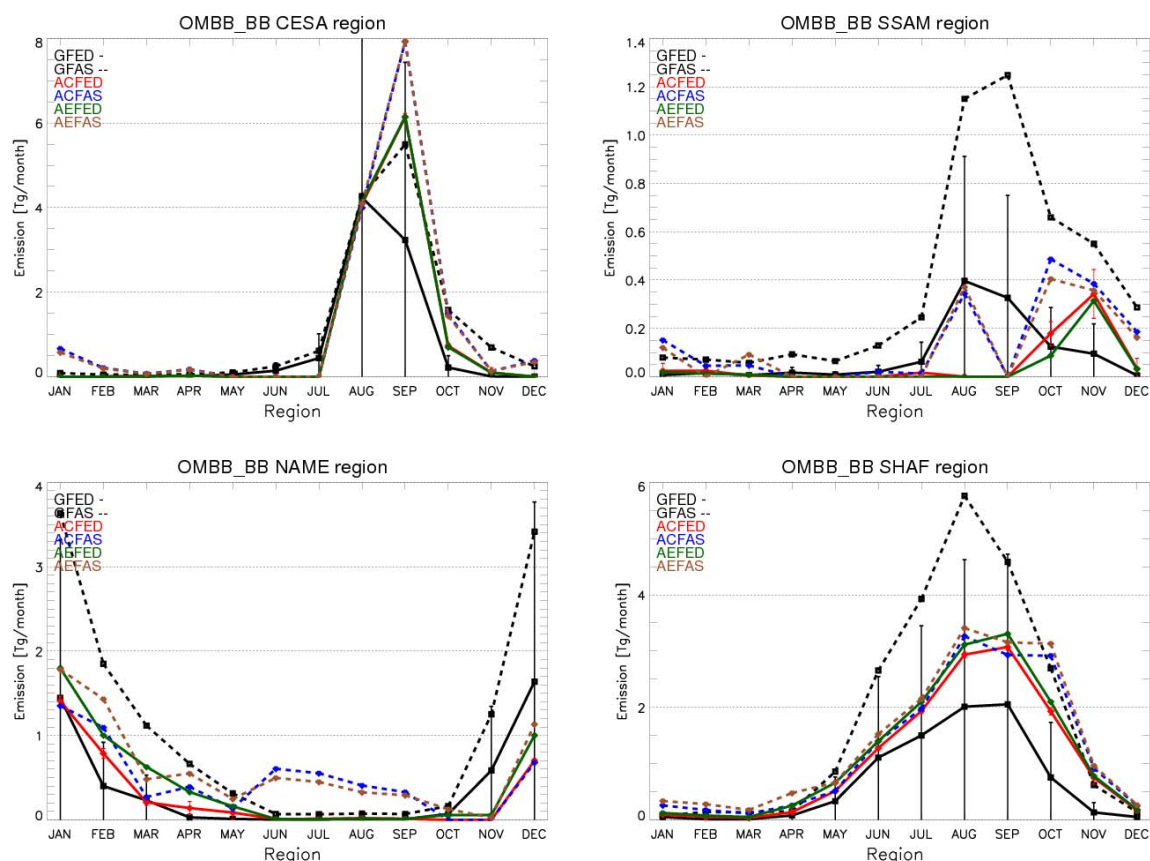 OMBB_BB CESA region
GFED -
GFAS --
ACFED
ACFAS
AEFED
AEFAS
8
6
4
2
0
Emission [Tg/month]
JAN FEB MAR APR MAY JUN JUL AUG SEP OCT NOV DEC
Region
OMBB_BB SSAM region
GFED -
GFAS --
ACFED
ACFAS
AEFED
AEFAS
1.4
1.2
1.0
0.8
0.6
0.4
0.2
0.0
Emission [Tg/month]
JAN FEB MAR APR MAY JUN JUL AUG SEP OCT NOV DEC
Region
OMBB_BB NAME region
GFED -
GFAS --
ACFED
ACFAS
AEFED
AEFAS
4
3
2
1
0
Emission [Tg/month]
JAN FEB MAR APR MAY JUN JUL AUG SEP OCT NOV DEC
Region
OMBB_BB SHAF region
GFED -
GFAS --
ACFED
ACFAS
AEFED
AEFAS
6
4
2
0
Emission [Tg/month]
JAN FEB MAR APR MAY JUN JUL AUG SEP OCT NOV DEC
Region